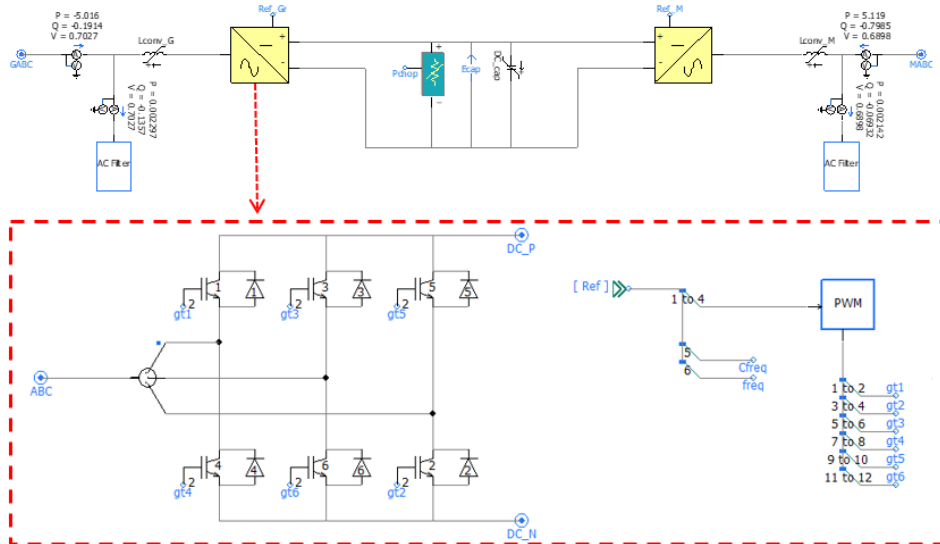 P = -5.016
Q = -0.1914
V = 0.7027
Lconv_G
Ref_Gr
Ref_M
Lconv_M
P = 5.119
Q = -0.7985
V = 0.6898
GABC
P = 0.002297
Q = -0.1357
V = 0.7027
AC Filter
Pchop
+
-
Ecap
DC_cap
+
-
+
-
MABC
P = 0.002142
Q = -0.06932
V = 0.6898
AC Filter
DC_P
1
1
2
gt1
3
3
2
gt3
5
5
2
gt5
ABC
4
4
2
gt4
6
6
2
gt6
2
2
2
gt2
DC_N
[ Ref ]
1 to 4
5
Cfreq
6
freq
PWM
1 to 2 gt1
3 to 4 gt2
5 to 6 gt3
7 to 8 gt4
9 to 10 gt5
11 to 12 gt6